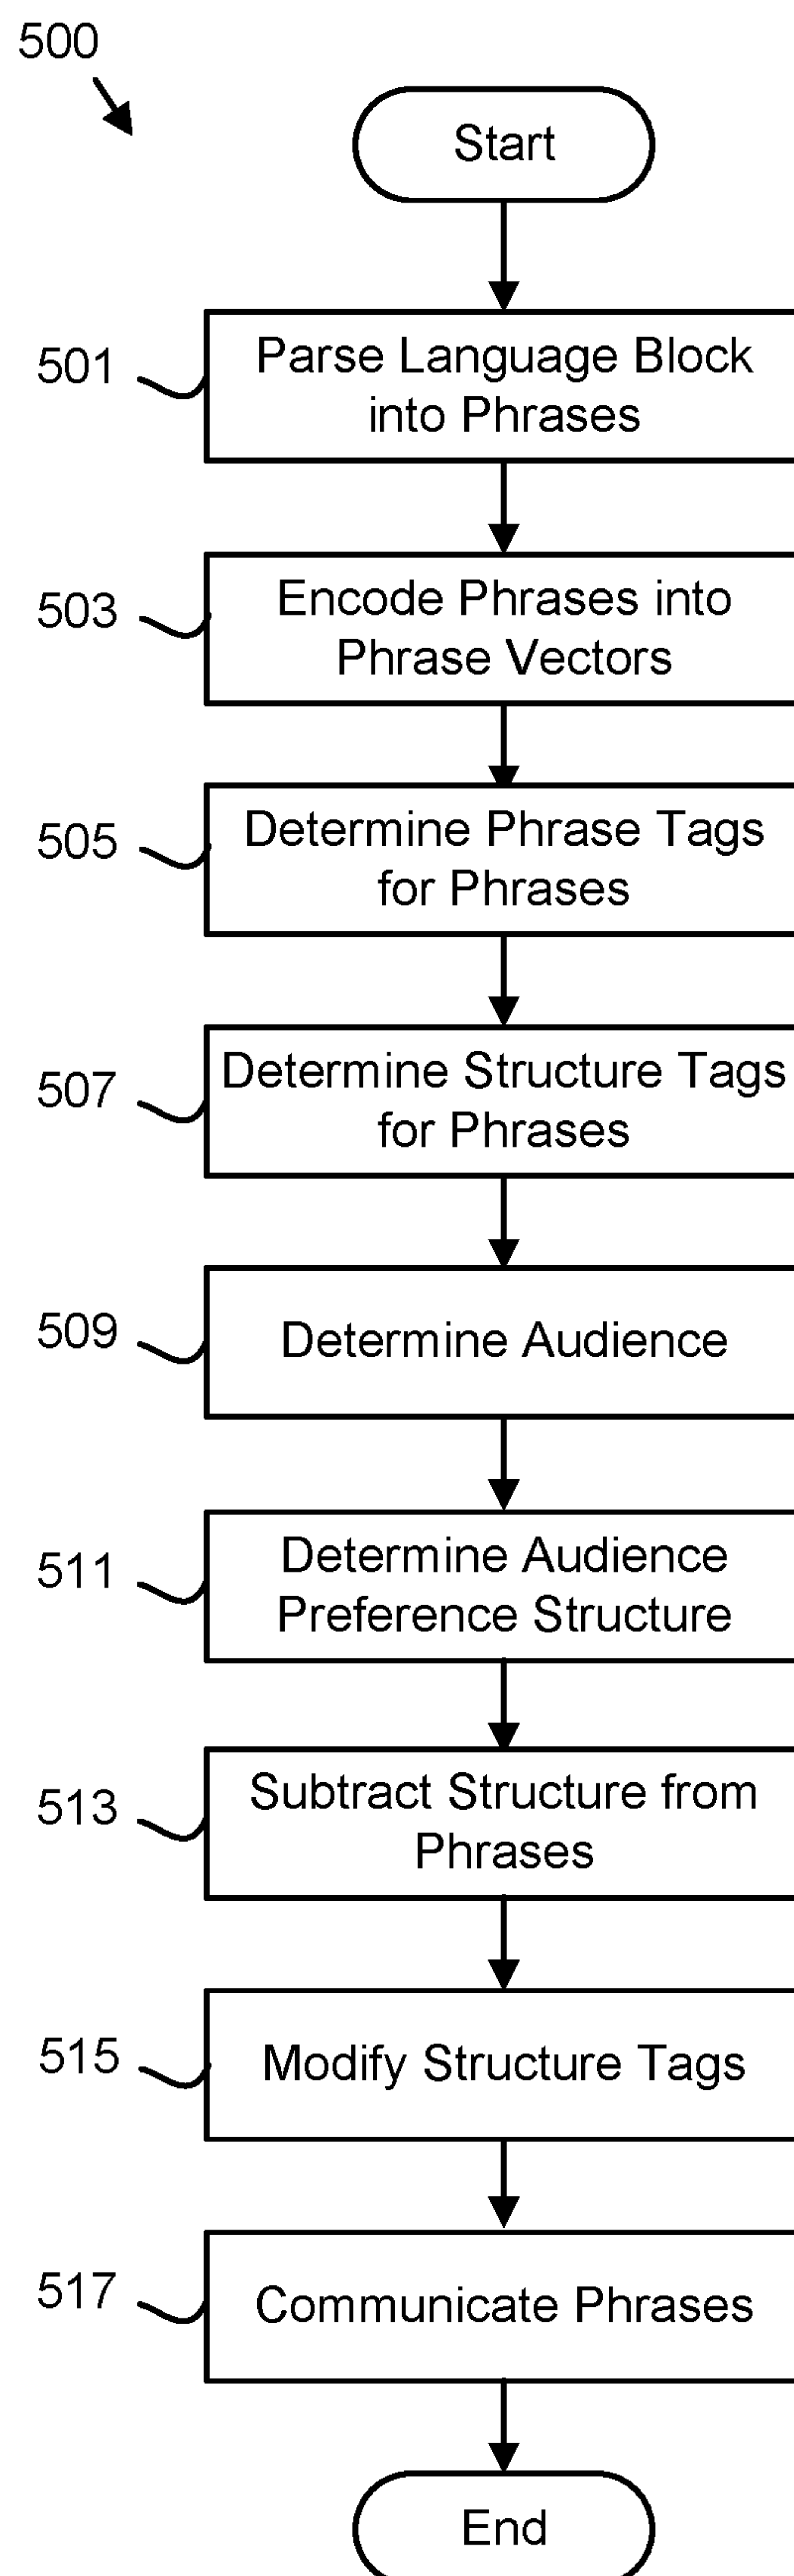 500
Start
501
Parse Language Block
into Phrases
503
Encode Phrases into
Phrase Vectors
505
Determine Phrase Tags
for Phrases
507
Determine Structure Tags
for Phrases
509
Determine Audience
511
Determine Audience
Preference Structure
513
Subtract Structure from
Phrases
515
Modify Structure Tags
517
Communicate Phrases
End